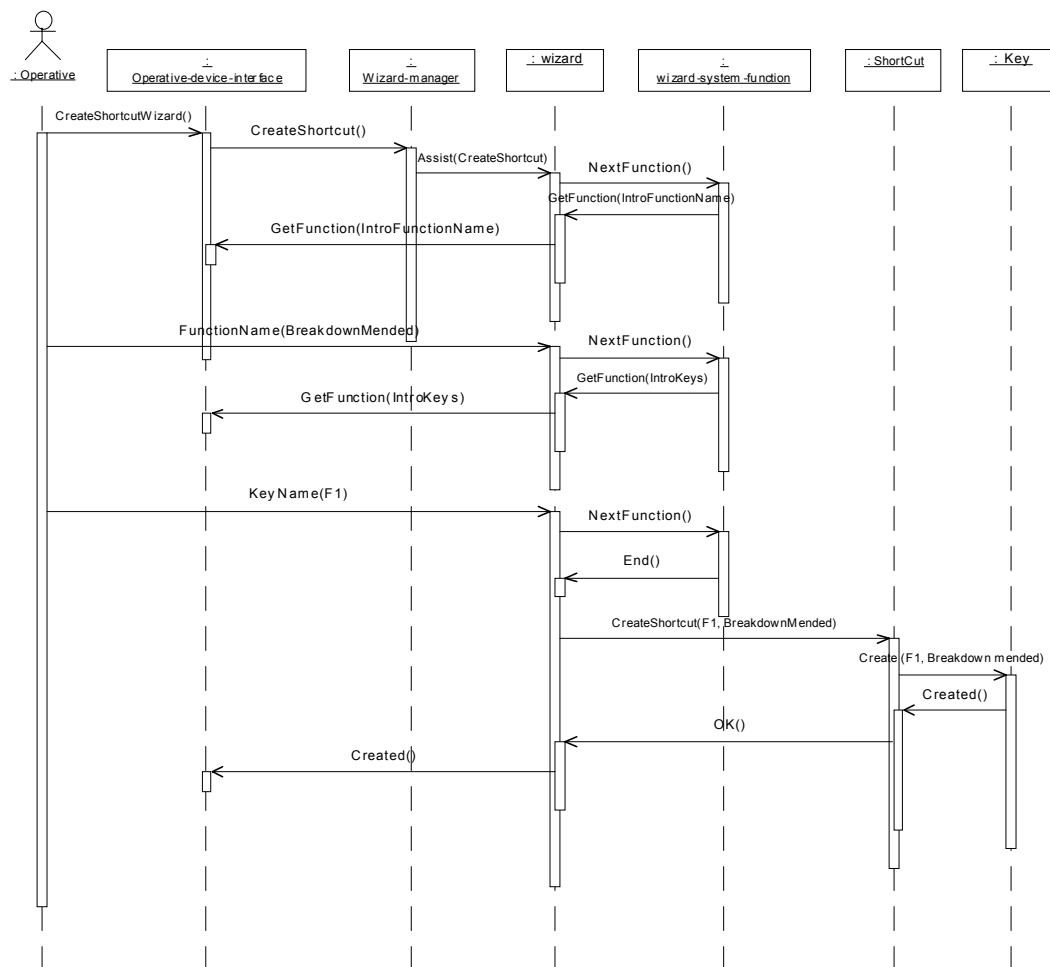 : Operative
:
Operative-device-interface
:
Wizard-manager
: wizard
:
wizard-system-function
: ShortCut
: Key
CreateShortcutWizard()
CreateShortcut()
Assist(CreateShortcut)
NextFunction()
GetFunction(IntroFunctionName)
GetFunction(IntroFunctionName)
FunctionName(BreakdownMended)
NextFunction()
GetFunction(IntroKeys)
GetFunction(IntroKeys)
KeyName(F1)
NextFunction()
End()
CreateShortcut(F1, BreakdownMended)
Create (F1, Breakdown mended)
Created()
OK()
Created()